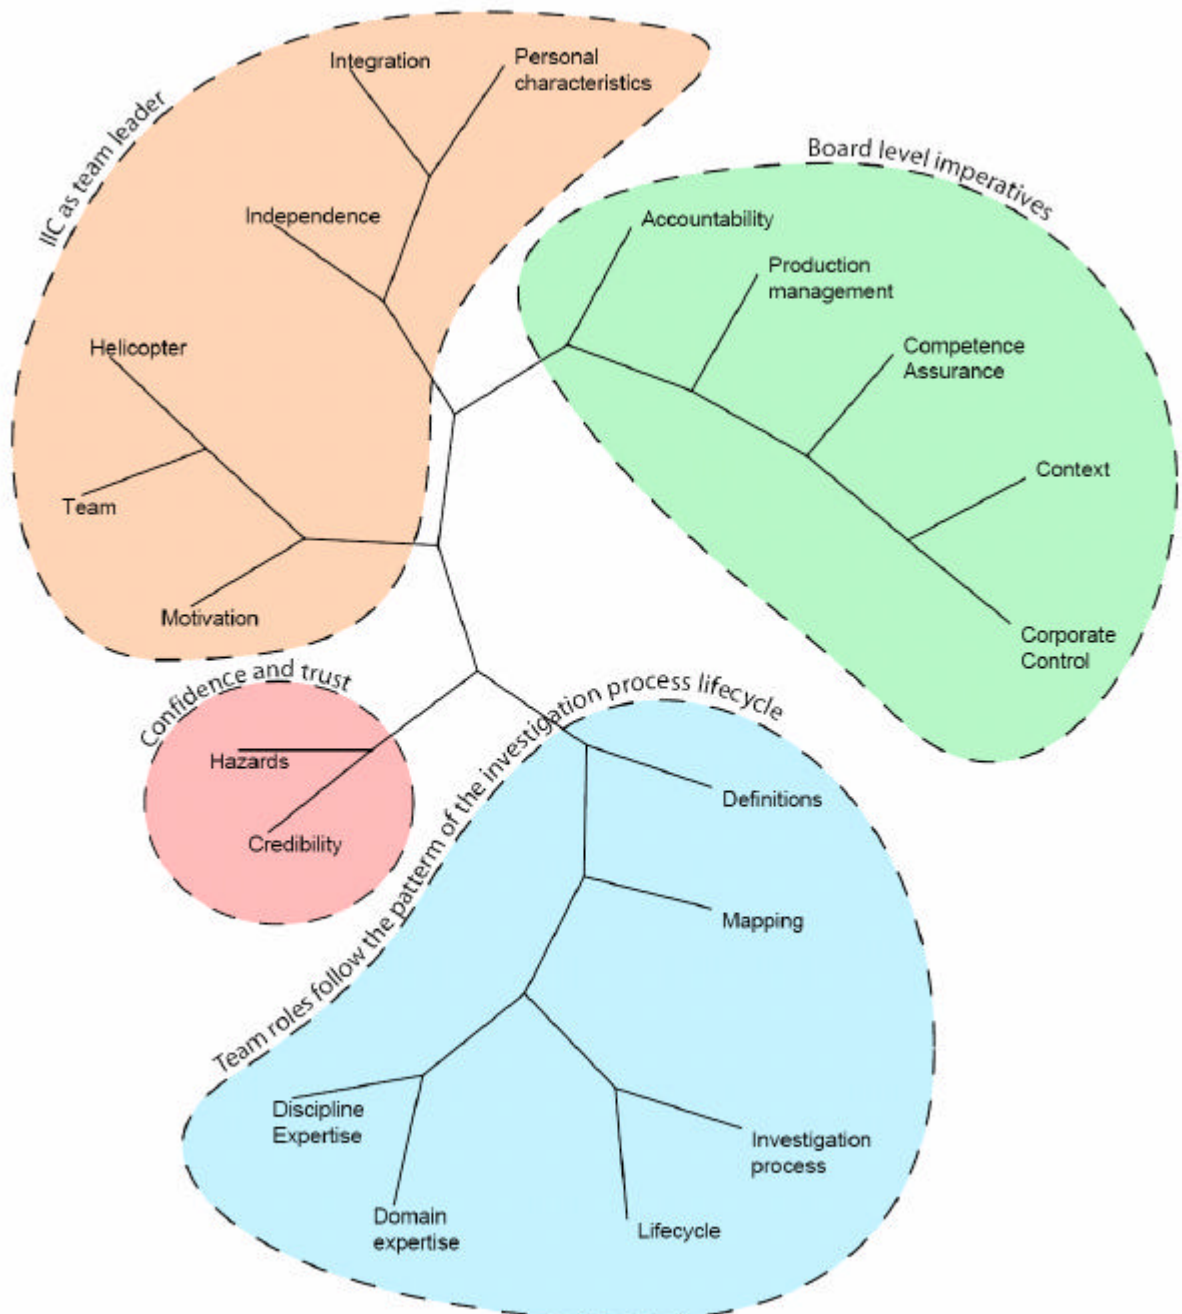 IIC as team leader
Integration
Personal
characteristics
Independence
Helicopter
Team
Motivation
Board level imperatives
Accountability
Production
management
Competence
Assurance
Context
Corporate
Control
Confidence and trust
Hazards
Credibility
Team roles follow the patterm of the investigation process lifecycle
Definitions
Mapping
Discipline
Expertise
Domain
expertise
Investigation
process
Lifecycle